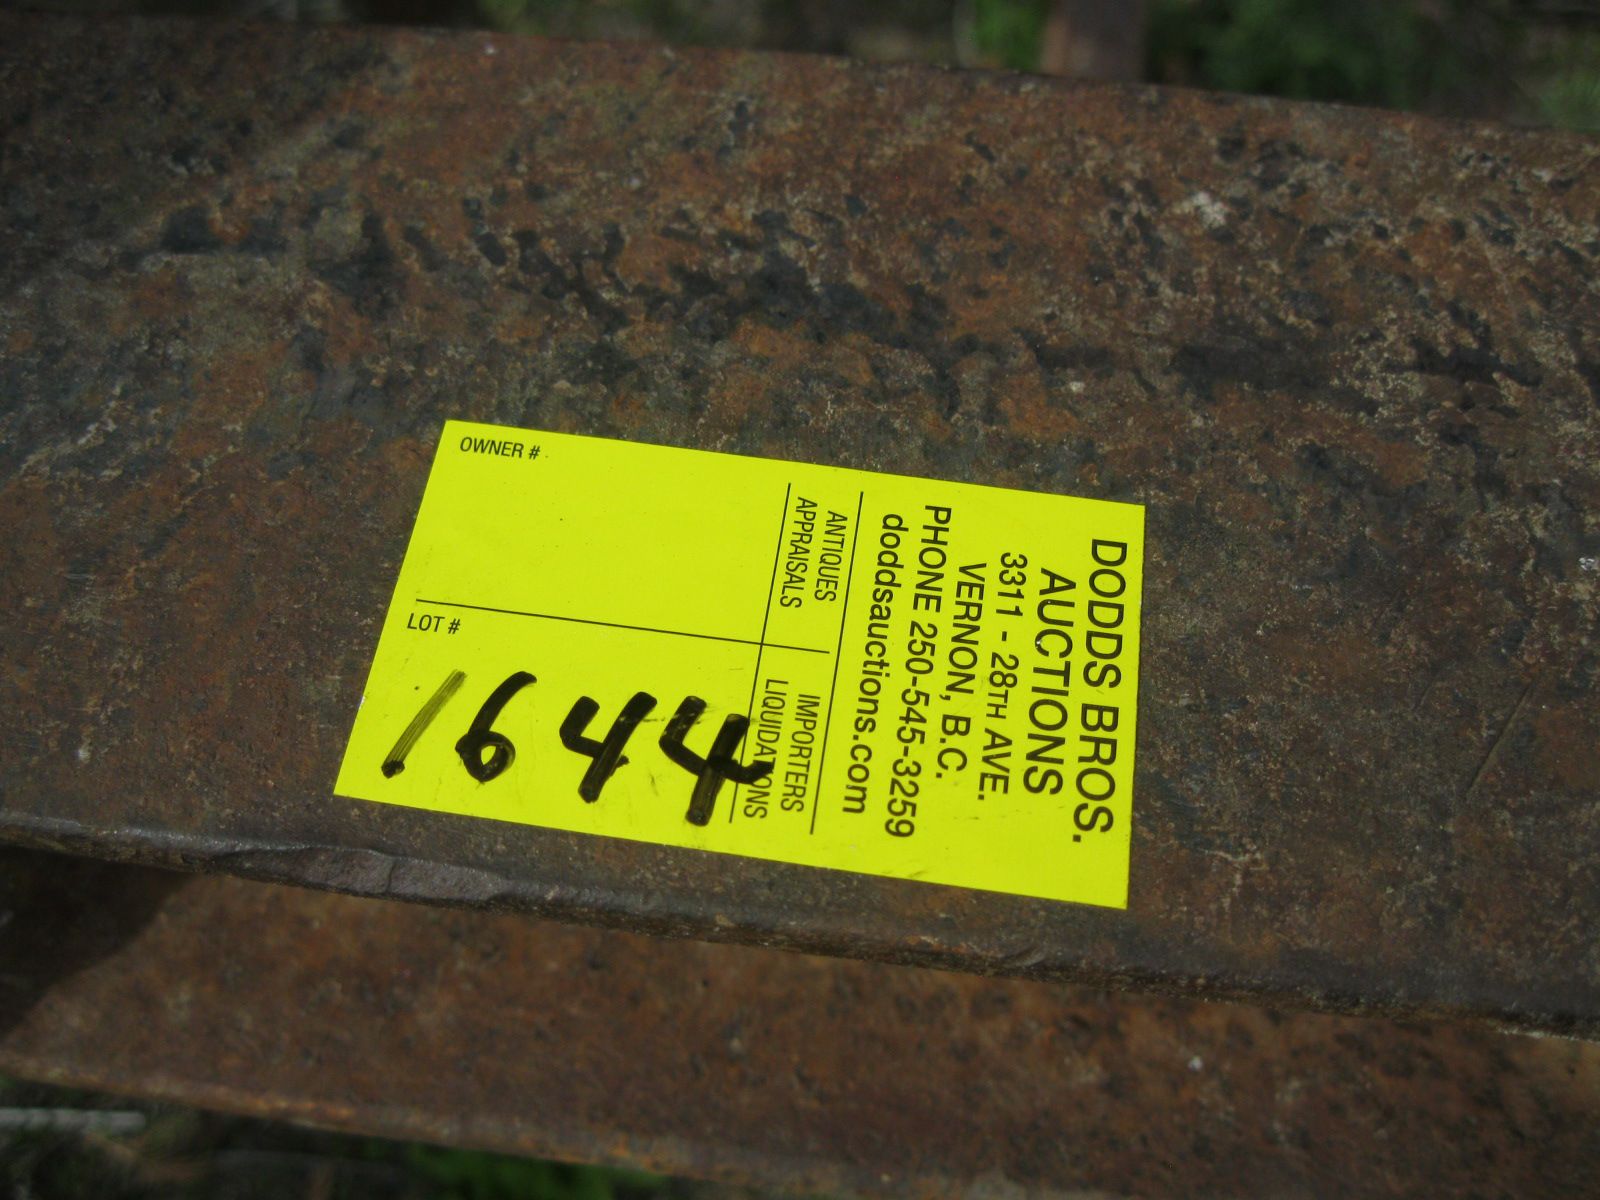 DODDS BROS.
AUCTIONS
3311 - 28TH AVE.
VERNON, B.C.
PHONE 250-545-3259
doddsauctions.com
ANTIQUES
APPRAISALS
IMPORTERS
LIQUIDATIONS
OWNER #
LOT #
1644